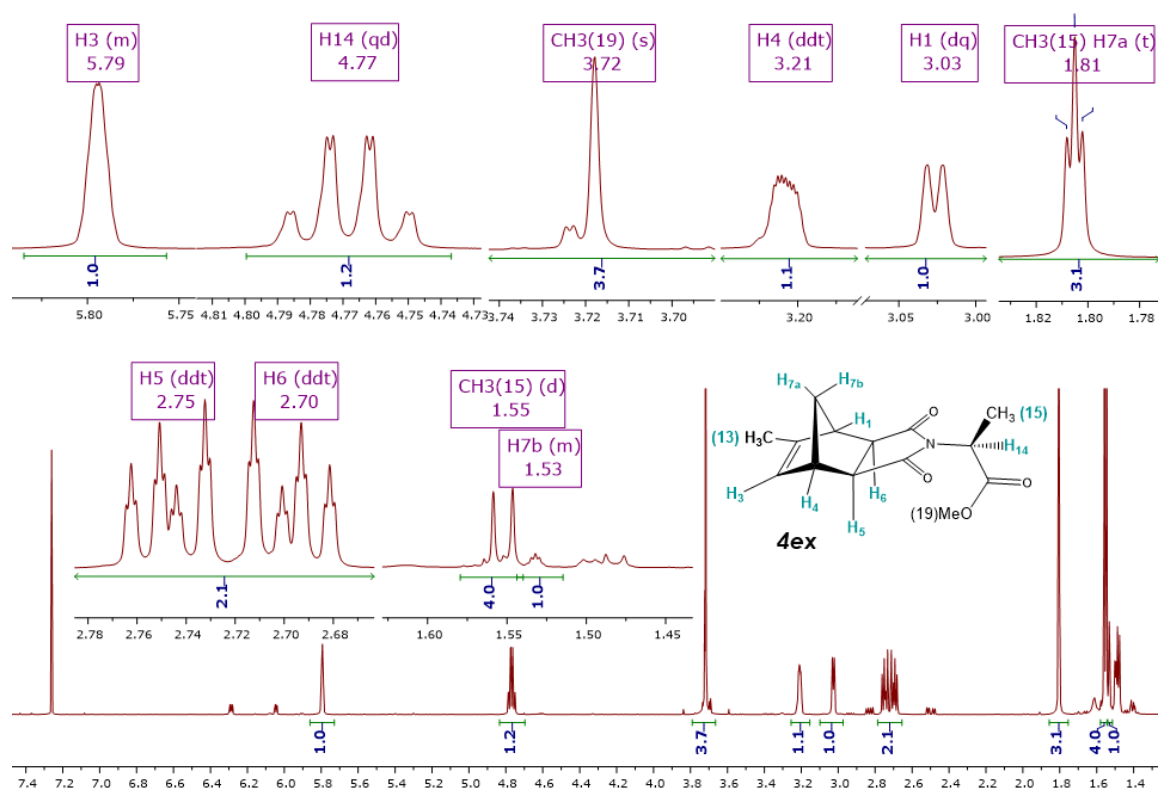 H3 (m)
5.79
H14 (qd)
4.77
CH3(19) (s)
3.72
H4 (ddt)
3.21
H1 (dq)
3.03
CH3(15) H7a (t)
1.81
1.0
1.2
3.7
1.1
1.0
3.1
5.80 5.75
4.81 4.80 4.79 4.78 4.77 4.76 4.75 4.74 4.73
3.74 3.73 3.72 3.71 3.70
3.20
3.05 3.00
1.82 1.80 1.78
H5 (ddt)
2.75
H6 (ddt)
2.70
CH3(15) (d)
1.55
H7b (m)
1.53
2.1
4.0
1.0
2.78 2.76 2.74 2.72 2.70 2.68
1.60 1.55 1.50 1.45
H7a
H7b
(13) H3C
H1
O
N
CH3 (15)
H14
H3
H4
H6
O
O
(19)MeO
H5
4ex
1.0
1.2
3.7
1.1
1.0
2.1
3.1
4.0
1.0
7.4 7.2 7.0 6.8 6.6 6.4 6.2 6.0 5.8 5.6 5.4 5.2 5.0 4.8 4.6 4.4 4.2 4.0 3.8 3.6 3.4 3.2 3.0 2.8 2.6 2.4 2.2 2.0 1.8 1.6 1.4